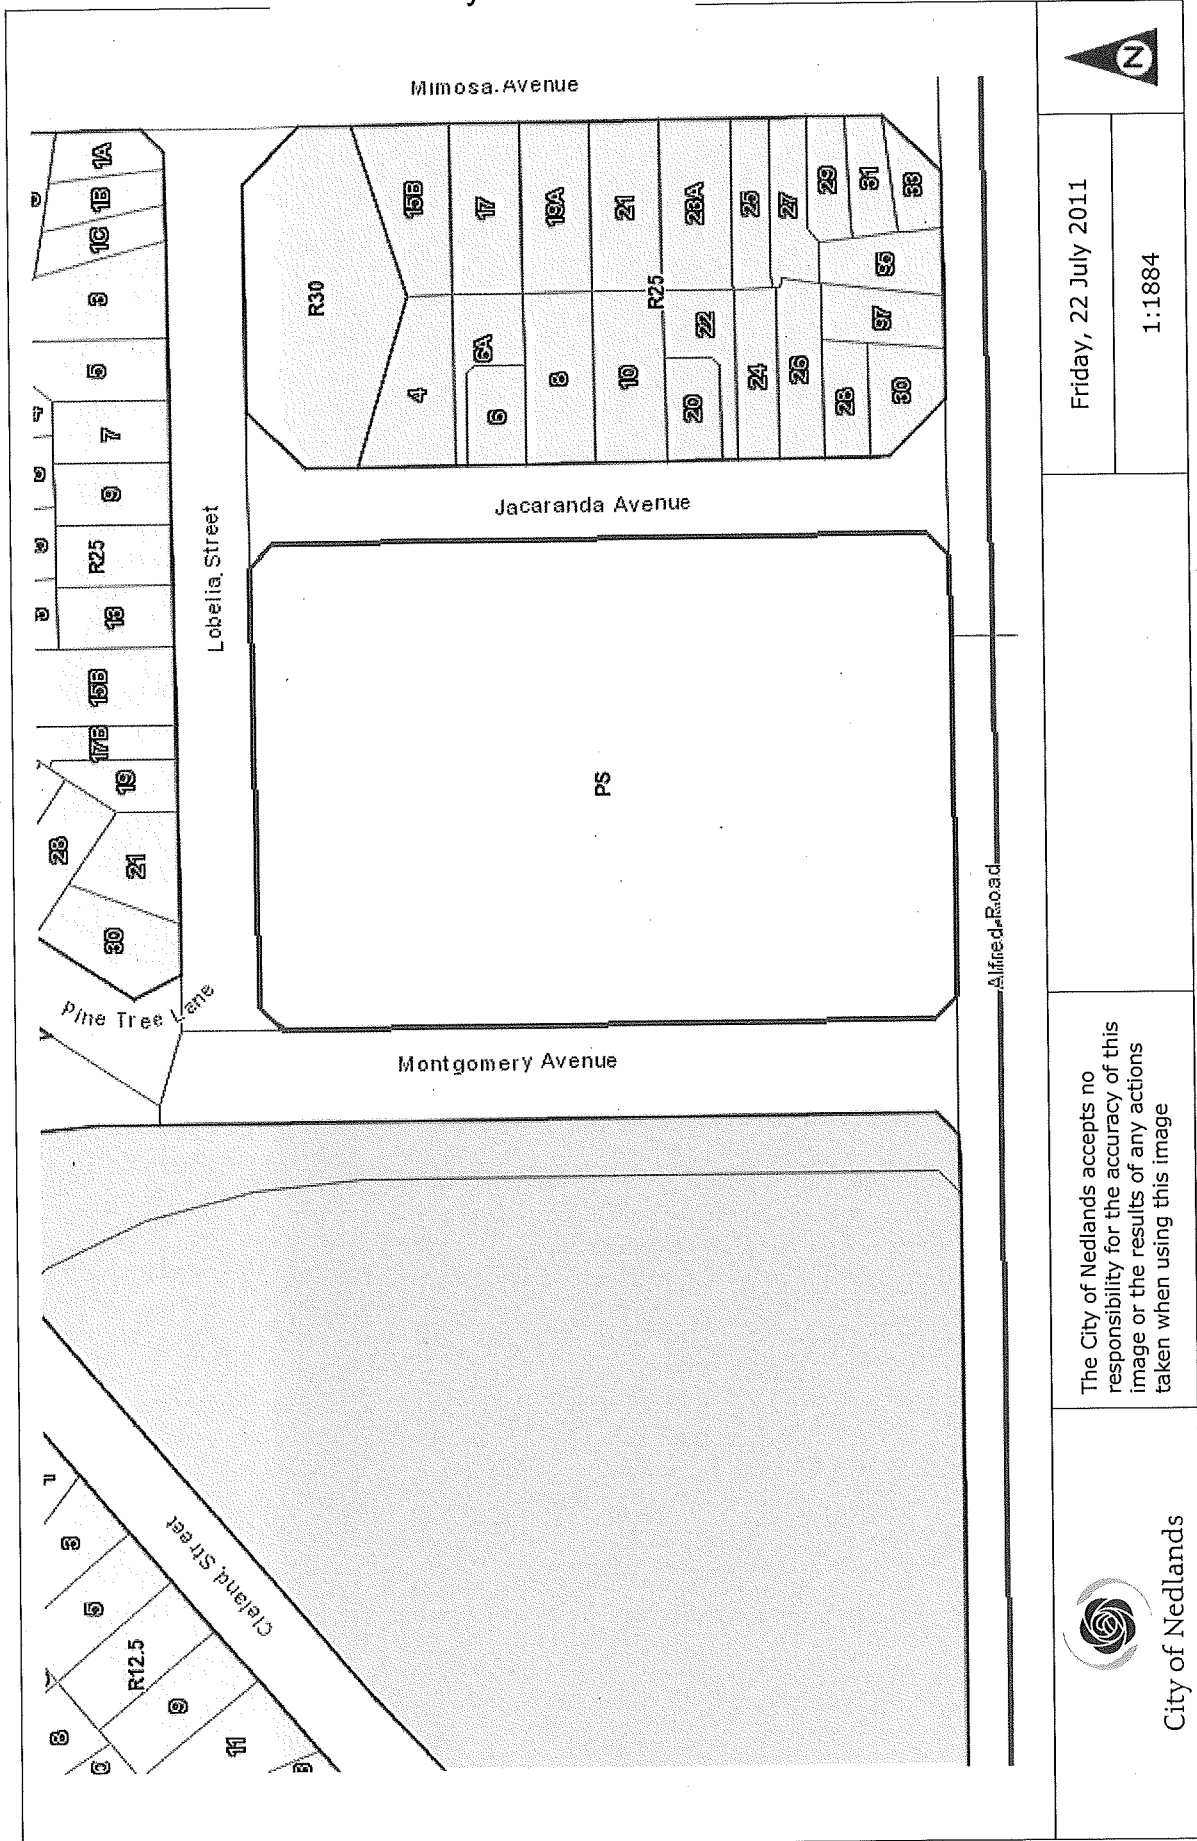 Mimosa Avenue
1A
1B
1C
3
5
7
9
R25
13
15B
17B
19
28
21
30
Lobelia Street
Pine Tree Lane
R30
15B
17
19A
21
23A
25
27
29
31
33
4
6A
6
8
10
R25
22
20
24
26
28
30
95
97
Jacaranda Avenue
PS
Montgomery Avenue
Alfred Road
Cleland Street
3
5
R12.5
9
11
8
N
Friday, 22 July 2011
1:1884
The City of Nedlands accepts no
responsibility for the accuracy of this
image or the results of any actions
taken when using this image
City of Nedlands